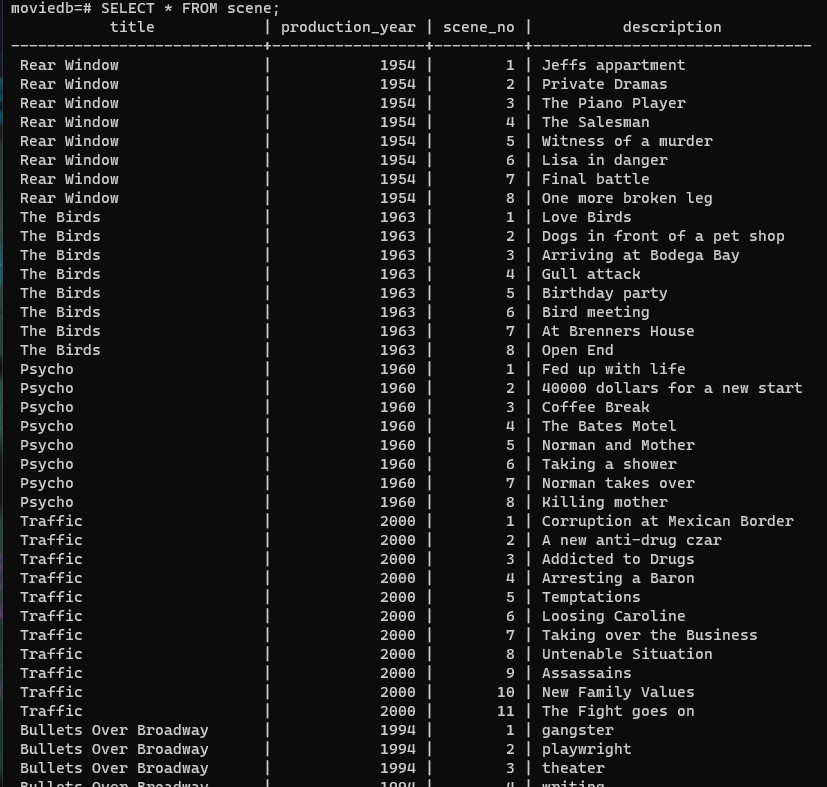 moviedb=# SELECT * FROM scene;
title | production_year | scene_no | description
-----------------------------+-----------------+----------+-------------------------------
Rear Window | 1954 | 1 | Jeffs appartment
Rear Window | 1954 | 2 | Private Dramas
Rear Window | 1954 | 3 | The Piano Player
Rear Window | 1954 | 4 | The Salesman
Rear Window | 1954 | 5 | Witness of a murder
Rear Window | 1954 | 6 | Lisa in danger
Rear Window | 1954 | 7 | Final battle
Rear Window | 1954 | 8 | One more broken leg
The Birds | 1963 | 1 | Love Birds
The Birds | 1963 | 2 | Dogs in front of a pet shop
The Birds | 1963 | 3 | Arriving at Bodega Bay
The Birds | 1963 | 4 | Gull attack
The Birds | 1963 | 5 | Birthday party
The Birds | 1963 | 6 | Bird meeting
The Birds | 1963 | 7 | At Brenners House
The Birds | 1963 | 8 | Open End
Psycho | 1960 | 1 | Fed up with life
Psycho | 1960 | 2 | 40000 dollars for a new start
Psycho | 1960 | 3 | Coffee Break
Psycho | 1960 | 4 | The Bates Motel
Psycho | 1960 | 5 | Norman and Mother
Psycho | 1960 | 6 | Taking a shower
Psycho | 1960 | 7 | Norman takes over
Psycho | 1960 | 8 | Killing mother
Traffic | 2000 | 1 | Corruption at Mexican Border
Traffic | 2000 | 2 | A new anti-drug czar
Traffic | 2000 | 3 | Addicted to Drugs
Traffic | 2000 | 4 | Arresting a Baron
Traffic | 2000 | 5 | Temptations
Traffic | 2000 | 6 | Loosing Caroline
Traffic | 2000 | 7 | Taking over the Business
Traffic | 2000 | 8 | Untenable Situation
Traffic | 2000 | 9 | Assassains
Traffic | 2000 | 10 | New Family Values
Traffic | 2000 | 11 | The Fight goes on
Bullets Over Broadway | 1994 | 1 | gangster
Bullets Over Broadway | 1994 | 2 | playwright
Bullets Over Broadway | 1994 | 3 | theater
Bullets Over Broadway | 1994 | 4 | writing